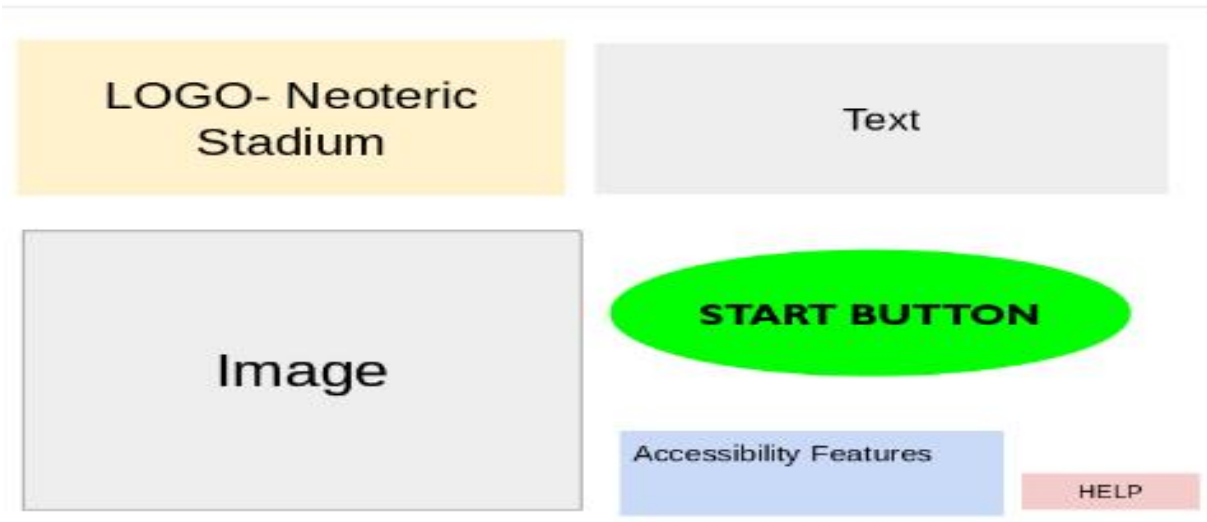 LOGO- Neoteric
Stadium
Text
Image
START BUTTON
Accessibility Features
HELP